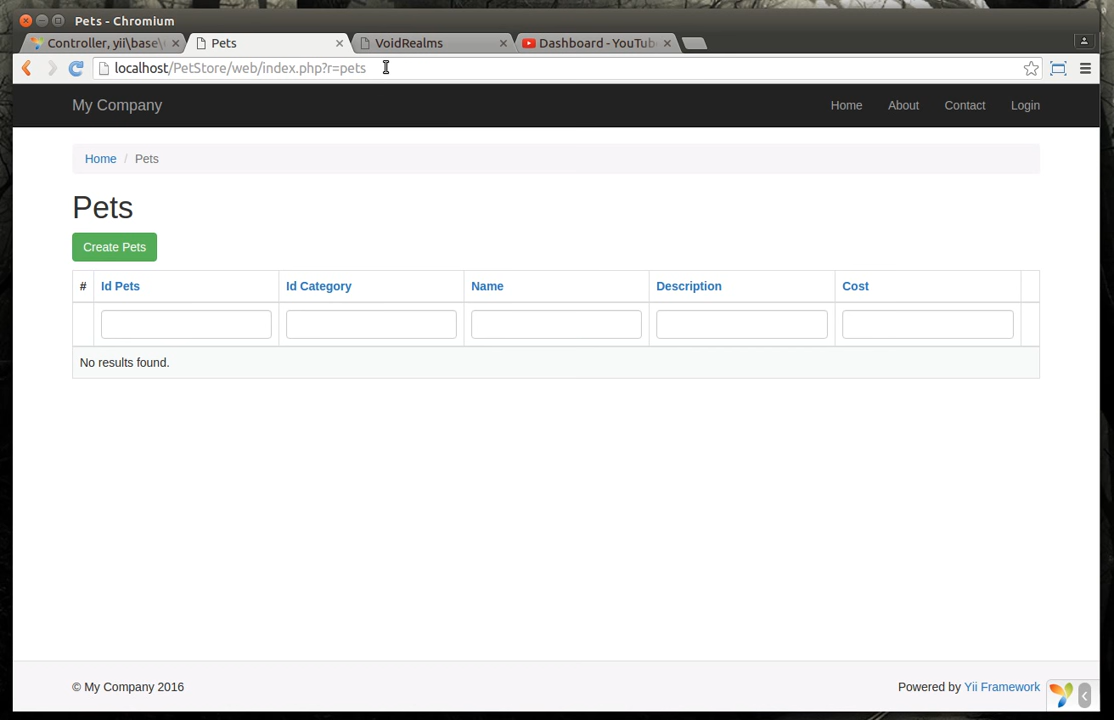 Pets - Chromium
Controller, yii\base\
Pets
VoidRealms
Dashboard - YouTub
localhost/PetStore/web/index.php?r=pets
My Company
Home About Contact Login
Home / Pets
Pets
Create Pets
# Id Pets Id Category Name Description Cost
No results found.
© My Company 2016
Powered by Yii Framework